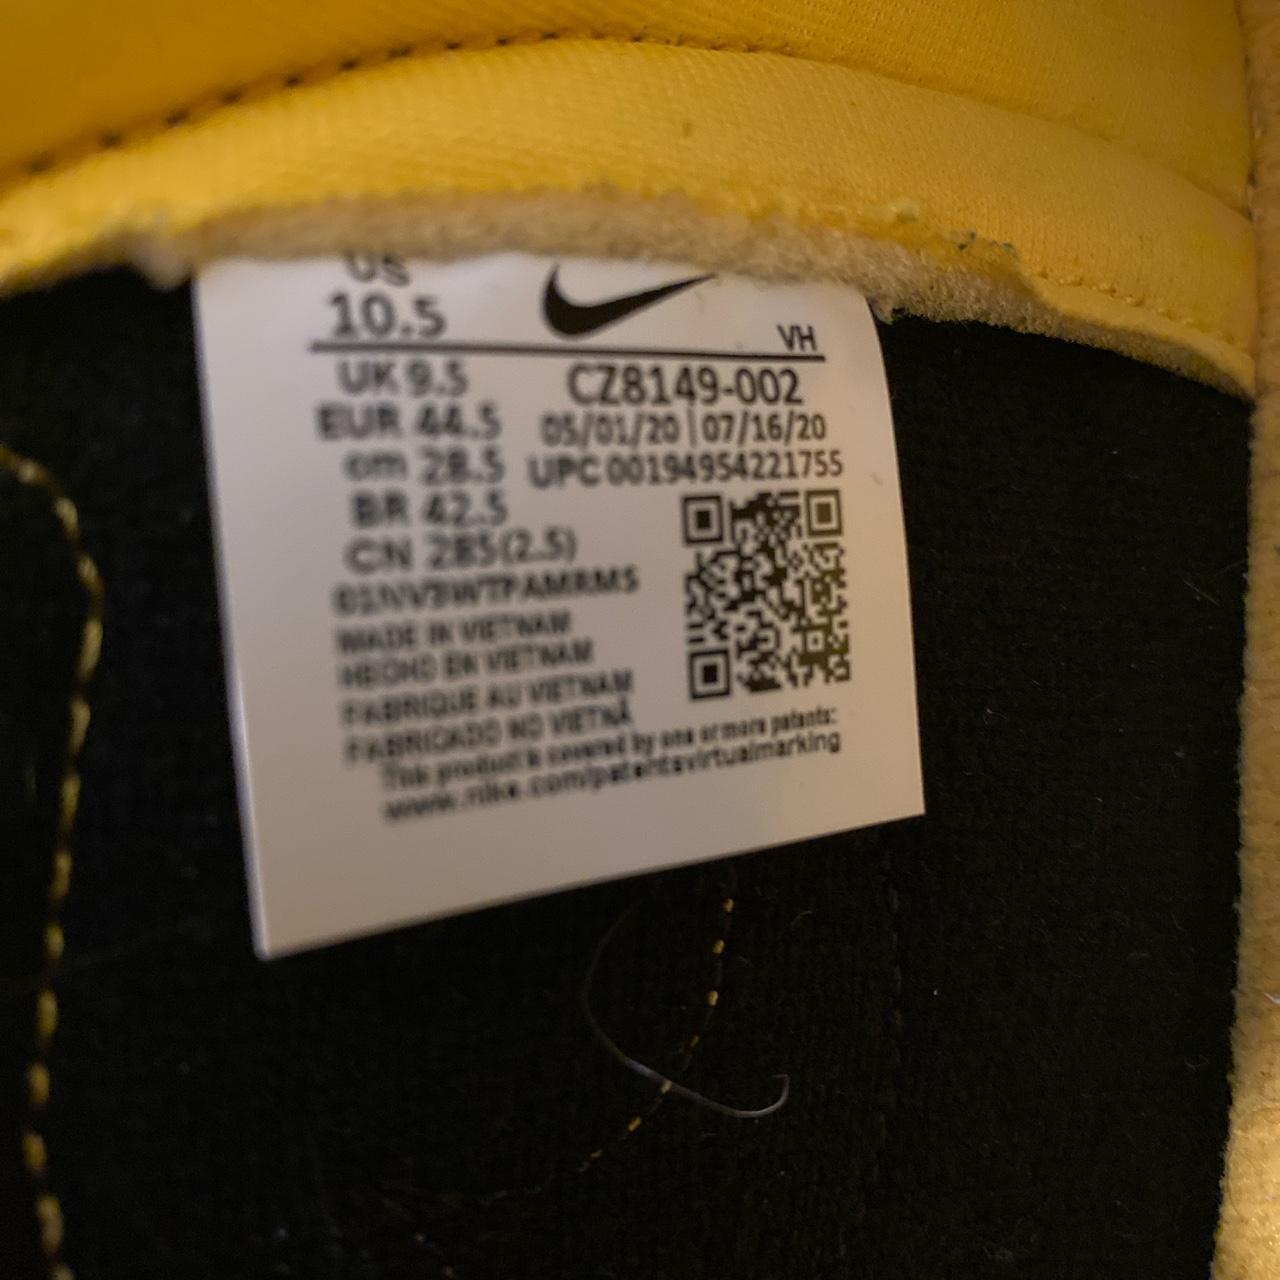 US
10.5
VH
UK 9.5
EUR 44.5
cm 28.5
BR 42.5
CN 285(2.5)
CZ8149-002
05/01/20 | 07/16/20
UPC 00194954221755
MADE IN VIETNAM
HECHO EN VIETNAM
FABRIQUE AU VIETNAM
FABRICADO NO VIETNÃ
This product is covered by one or more patents:
www.nike.com/patentsvirtualmarking